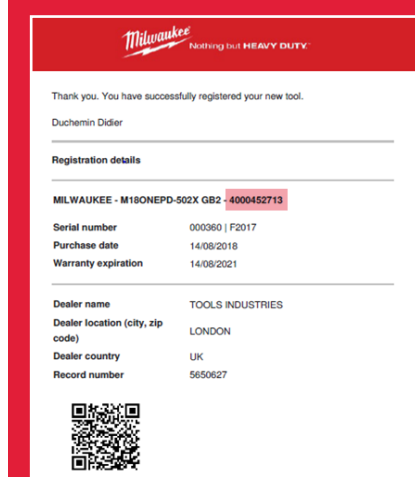 Milwaukee
Nothing but HEAVY DUTY.
Thank you. You have successfully registered your new tool.
Duchemin Didier
Registration details
MILWAUKEE - M18ONEPD-502X GB2 - 4000452713
Serial number 000360 | F2017
Purchase date 14/08/2018
Warranty expiration 14/08/2021
Dealer name TOOLS INDUSTRIES
Dealer location (city, zip
code) LONDON
Dealer country UK
Record number 5650627